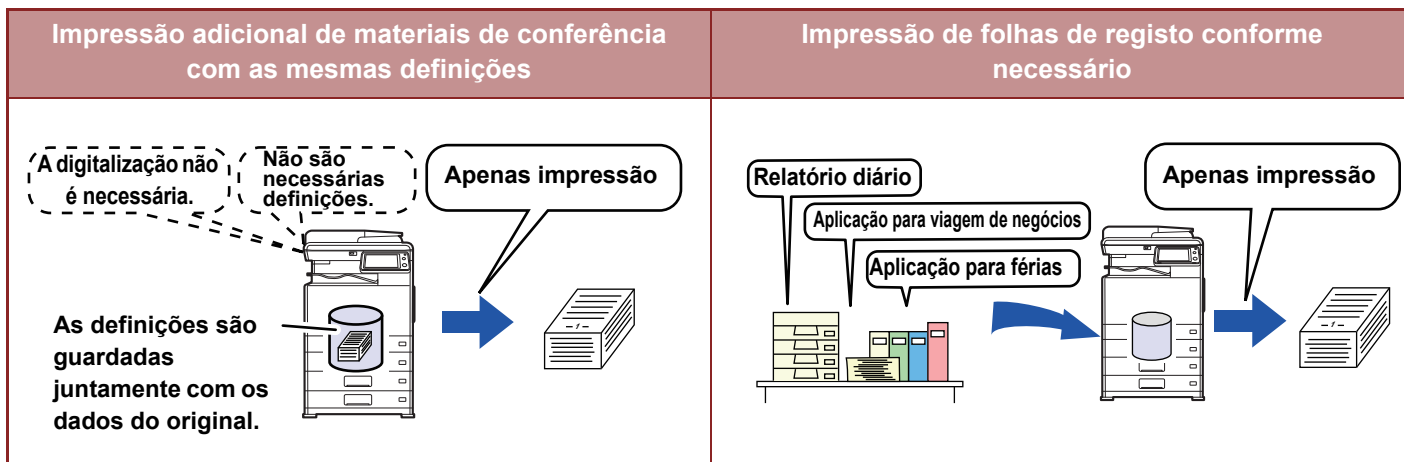 Impressão adicional de materiais de conferência
com as mesmas definições
A digitalização não
é necessária.
Não são
necessárias
definições.
Apenas impressão
As definições são
guardadas
juntamente com os
dados do original.
-1-
Impressão de folhas de registo conforme
necessário
Relatório diário
Aplicação para viagem de negócios
Aplicação para férias
Apenas impressão
-1-